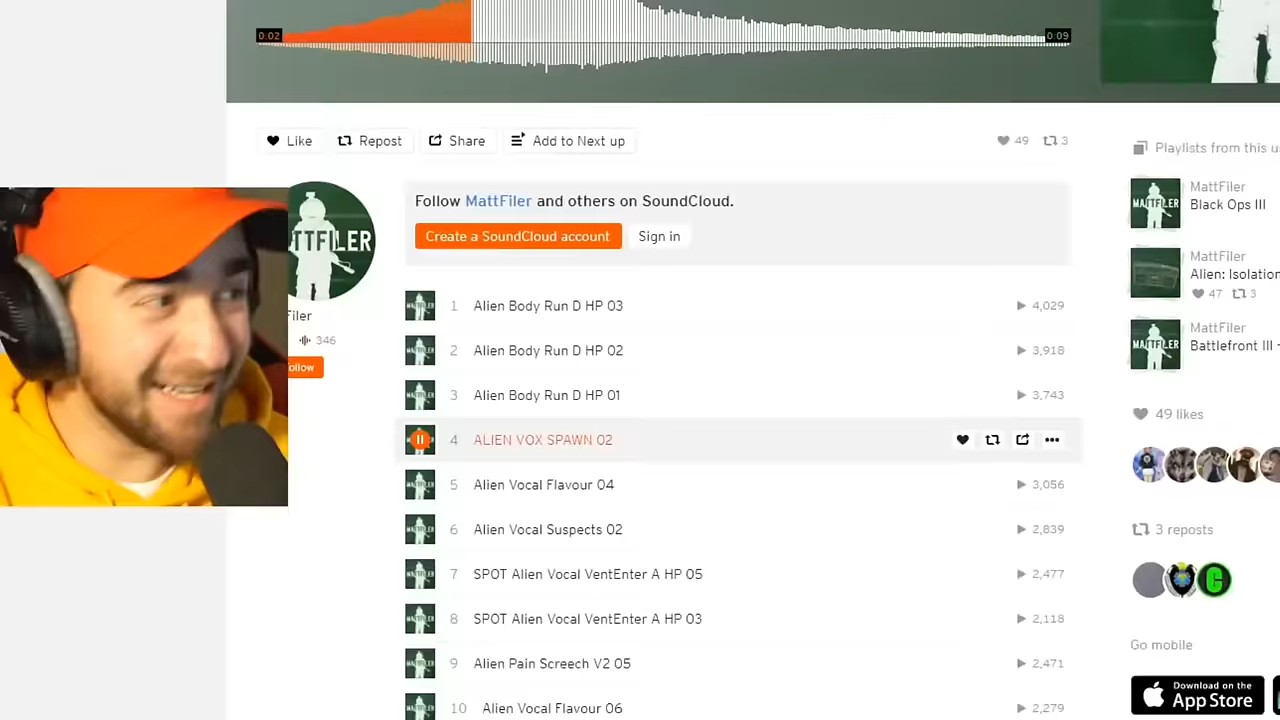 0:02
0:09
Like
Repost
Share
Add to Next up
49
3
Playlists from this
MattFiler
Black Ops III
MattFiler
Alien: Isolation
47
3
MattFiler
Battlefront III -
Follow MattFiler and others on SoundCloud.
Create a SoundCloud account
Sign in
346
1 Alien Body Run D HP 03 4,029
2 Alien Body Run D HP 02 3,918
3 Alien Body Run D HP 01 3,743
4 ALIEN VOX SPAWN 02
5 Alien Vocal Flavour 04 3,056
6 Alien Vocal Suspects 02 2,839
7 SPOT Alien Vocal VentEnter A HP 05 2,477
8 SPOT Alien Vocal VentEnter A HP 03 2,118
9 Alien Pain Screech V2 05 2,471
10 Alien Vocal Flavour 06 2,279
49 likes
3 reposts
Go mobile
Download on the
App Store